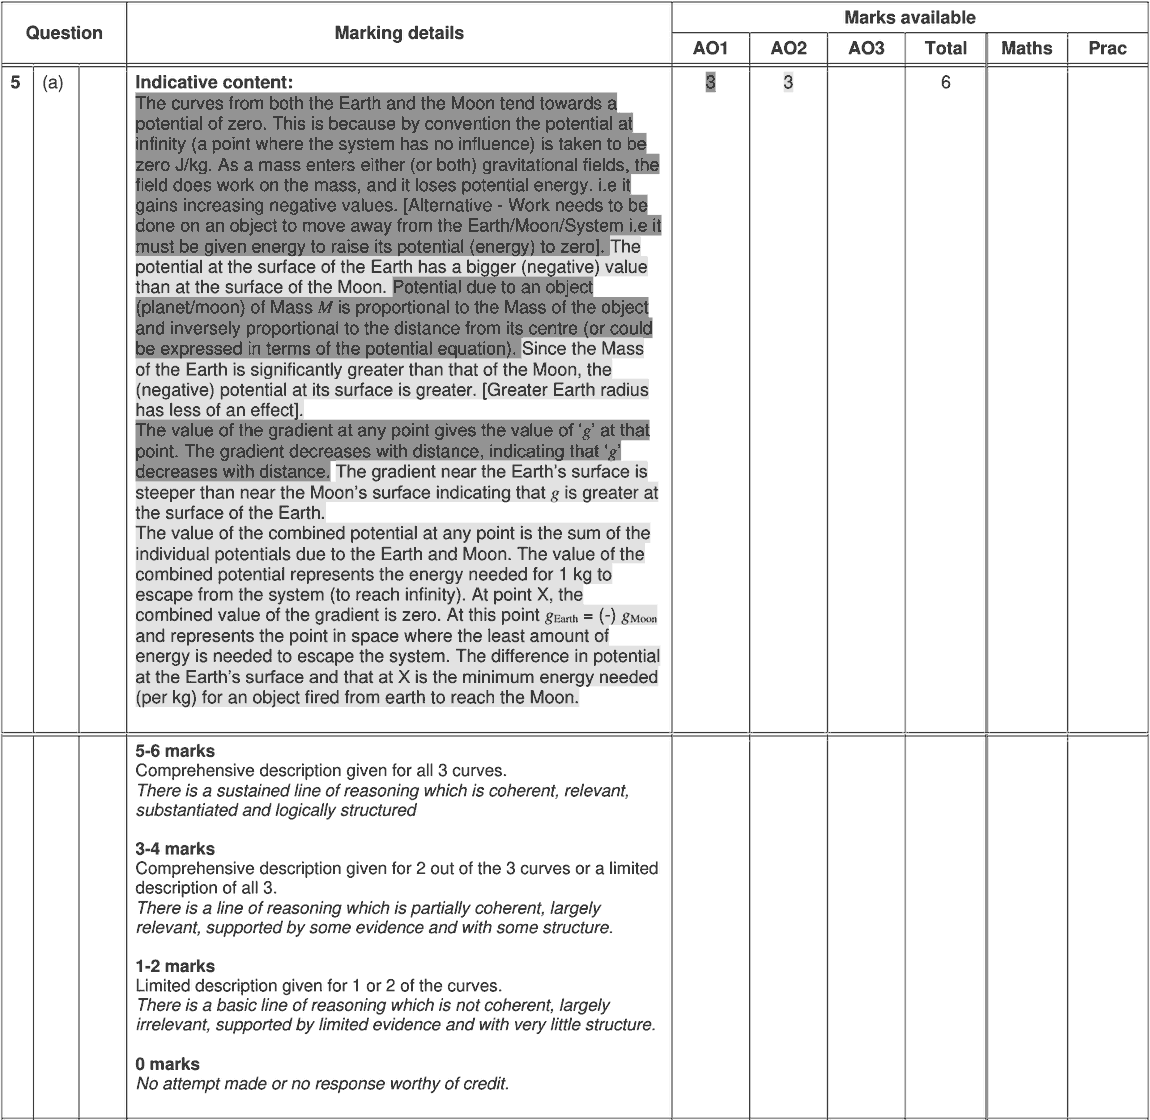 Question
Marking details
Marks available
AO1 AO2 AO3 Total Maths Prac
5 (a) Indicative content: 3 3 6
The curves from both the Earth and the Moon tend towards a
potential of zero. This is because by convention the potential at
infinity (a point where the system has no influence) is taken to be
zero J/kg. As a mass enters either (or both) gravitational fields, the
field does work on the mass, and it loses potential energy. i.e it
gains increasing negative values. [Alternative - Work needs to be
done on an object to move away from the Earth/Moon/System i.e it
must be given energy to raise its potential (energy) to zero]. The
potential at the surface of the Earth has a bigger (negative) value
than at the surface of the Moon. Potential due to an object
(planet/moon) of Mass M is proportional to the Mass of the object
and inversely proportional to the distance from its centre (or could
be expressed in terms of the potential equation). Since the Mass
of the Earth is significantly greater than that of the Moon, the
(negative) potential at its surface is greater. [Greater Earth radius
has less of an effect].
The value of the gradient at any point gives the value of ‘g’ at that
point. The gradient decreases with distance, indicating that ‘g’
decreases with distance. The gradient near the Earth’s surface is
steeper than near the Moon’s surface indicating that g is greater at
the surface of the Earth.
The value of the combined potential at any point is the sum of the
individual potentials due to the Earth and Moon. The value of the
combined potential represents the energy needed for 1 kg to
escape from the system (to reach infinity). At point X, the
combined value of the gradient is zero. At this point gEarth = (-) gMoon
and represents the point in space where the least amount of
energy is needed to escape the system. The difference in potential
at the Earth’s surface and that at X is the minimum energy needed
(per kg) for an object fired from earth to reach the Moon.
5-6 marks
Comprehensive description given for all 3 curves.
There is a sustained line of reasoning which is coherent, relevant,
substantiated and logically structured
3-4 marks
Comprehensive description given for 2 out of the 3 curves or a limited
description of all 3.
There is a line of reasoning which is partially coherent, largely
relevant, supported by some evidence and with some structure.
1-2 marks
Limited description given for 1 or 2 of the curves.
There is a basic line of reasoning which is not coherent, largely
irrelevant, supported by limited evidence and with very little structure.
0 marks
No attempt made or no response worthy of credit.